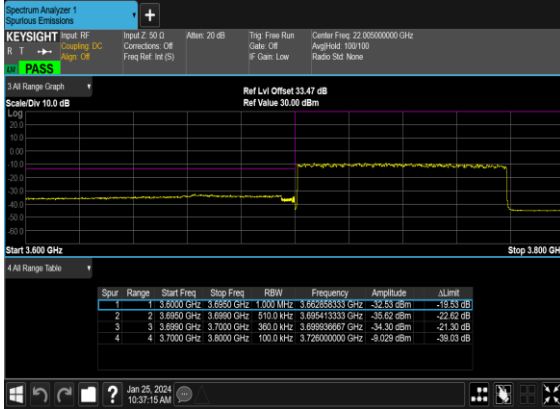 Spectrum Analyzer 1
Spurious Emissions
+
KEYSIGHT Input: RF Input Z: 50 Ω Atten: 20 dB Trig: Free Run Center Freq: 22.005000000 GHz
R T Coupling: DC Corrections: Off Gate: Off Avg|Hold: 100/100
Align: Off Freq Ref: Int (S) IF Gain: Low Radio Std: None
PASS
3 All Range Graph
Ref Lvl Offset 33.47 dB
Scale/Div 10.0 dB Ref Value 30.00 dBm
Log
20.0
10.0
0.00
-10.0
-20.0
-30.0
-40.0
-50.0
-60.0
Start 3.600 GHz Stop 3.800 GH
4 All Range Table
Spur Range Start Freq Stop Freq RBW Frequency Amplitude ΔLimit
1 1 3.6000 GHz 3.6950 GHz 1.000 MHz 3.662858333 GHz -32.53 dBm -19.53 dB
2 2 3.6950 GHz 3.6990 GHz 510.0 kHz 3.695413333 GHz -35.62 dBm -22.62 dB
3 3 3.6990 GHz 3.7000 GHz 360.0 kHz 3.699936667 GHz -34.30 dBm -21.30 dB
4 4 3.7000 GHz 3.8000 GHz 100.0 kHz 3.726000000 GHz -9.029 dBm -39.03 dB
? Jan 25, 2024
10:37:15 AM